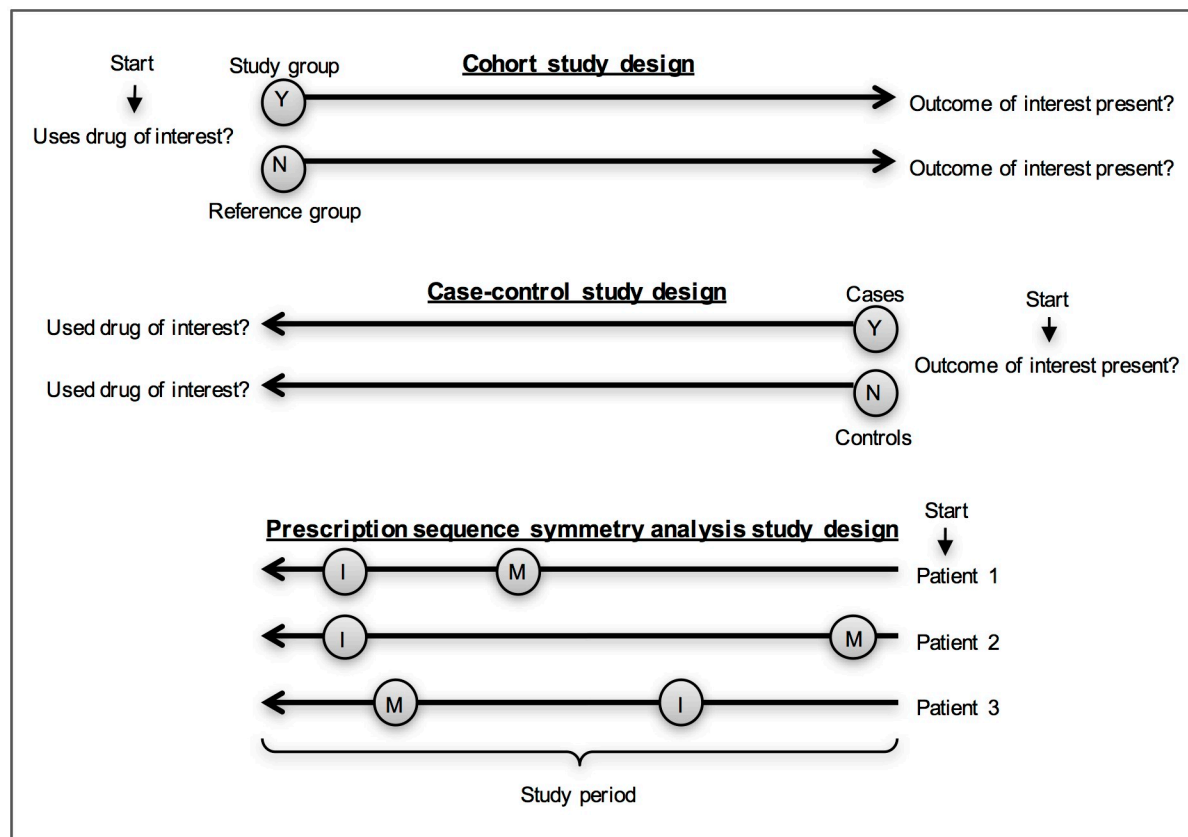 Cohort study design
Start
Study group
Y
Uses drug of interest?
Outcome of interest present?
N
Outcome of interest present?
Reference group
Case-control study design
Cases
Start
Used drug of interest?
Y
Outcome of interest present?
Used drug of interest?
N
Controls
Prescription sequence symmetry analysis study design
Start
I
M
Patient 1
I
M
Patient 2
M
I
Patient 3
Study period